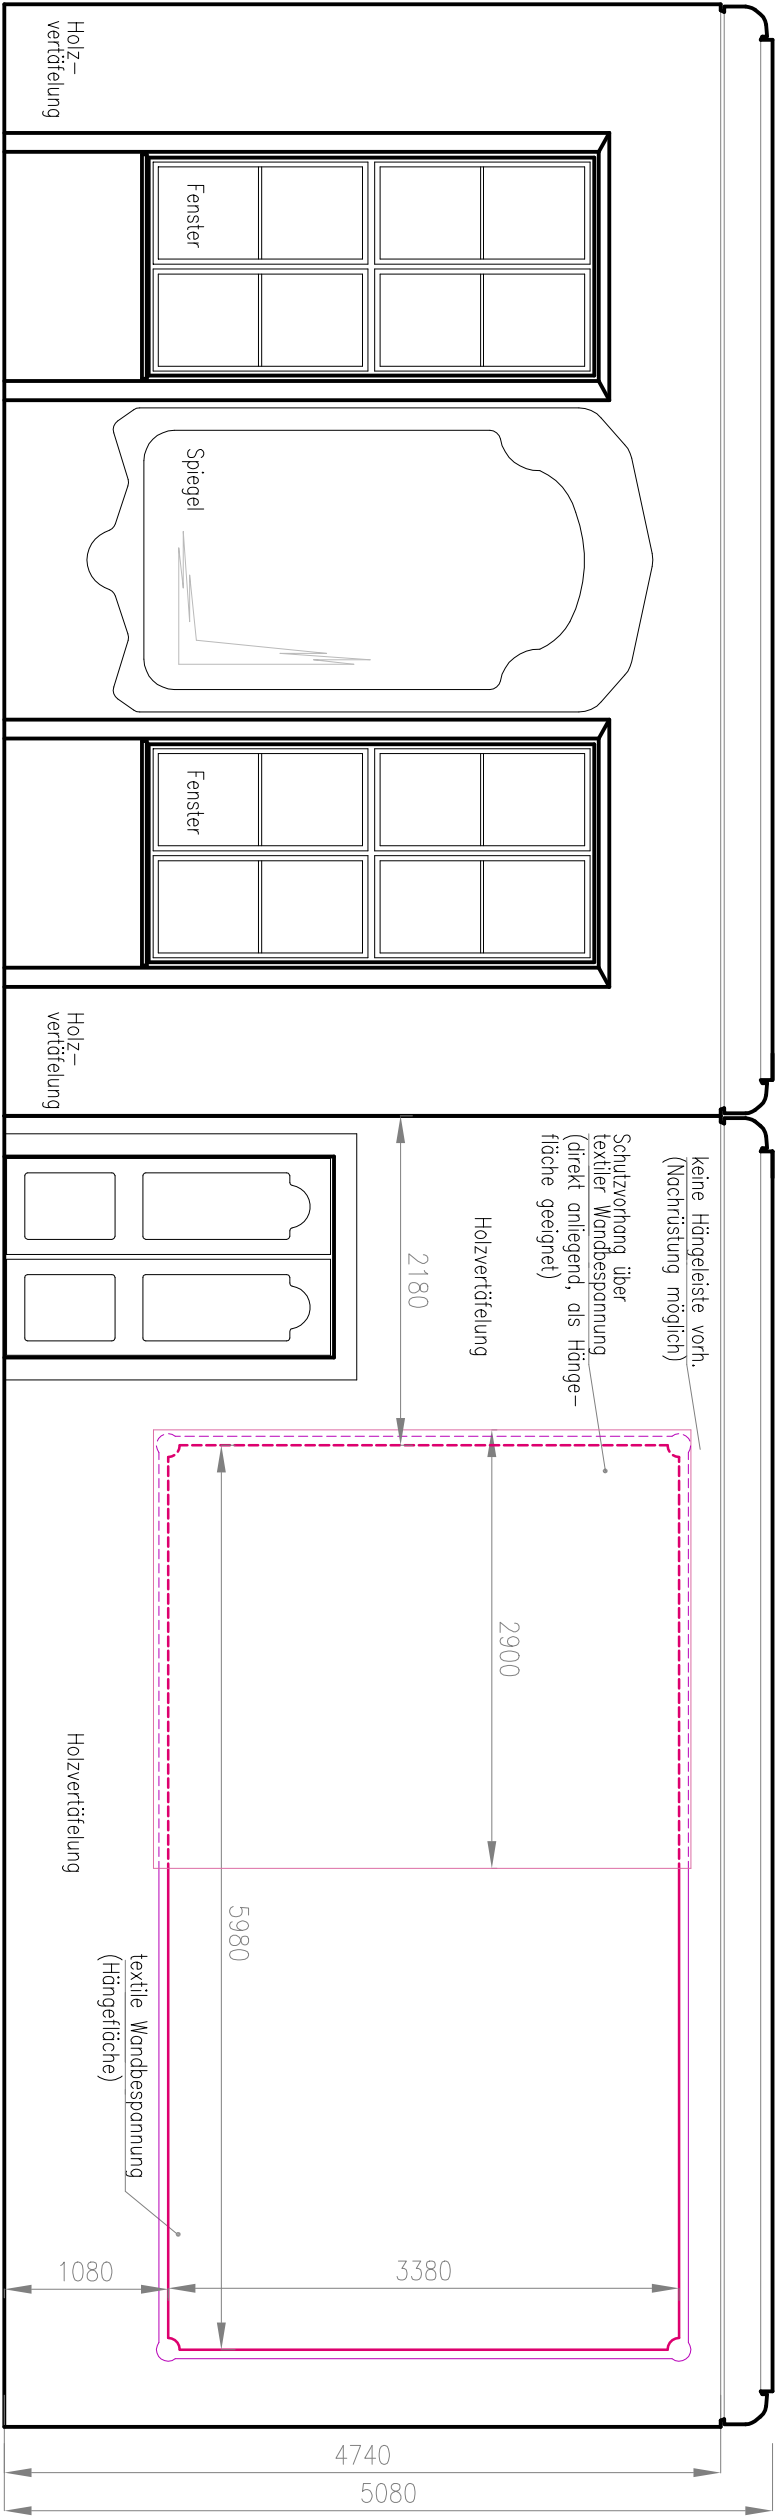 Holz-
vertäfelung
Fenster
Spiegel
Fenster
Holz-
vertäfelung
keine Hängeleiste vorh.
(Nachrüstung möglich)
Schutzvorhang über
textiler Wandbespannung
(direkt anliegend, als Hänge-
fläche geeignet)
Holzvertäfelung
2180
2900
Holzvertäfelung
5980
textile Wandbespannung
(Hängefläche)
1080
3380
4740
5080